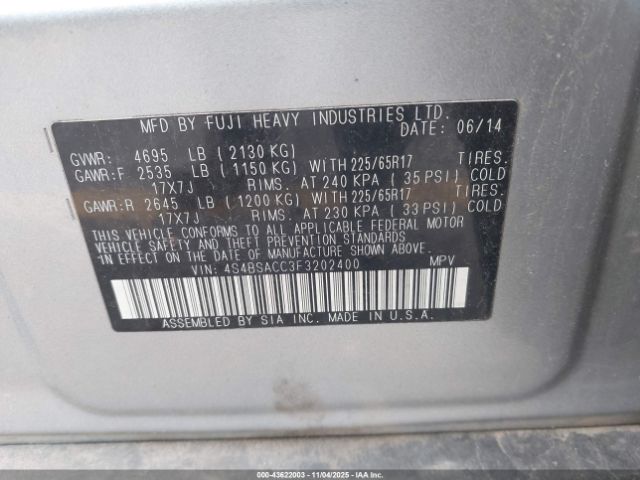 MFD BY FUJI HEAVY INDUSTRIES LTD.
DATE: 06/14
GVWR: 4695 LB (2130 KG)
GAWR:F 2535 LB (1150 KG) WITH 225/65R17 TIRES.
17X7J RIMS. AT 240 KPA (35 PSI) COLD
GAWR:R 2645 LB (1200 KG) WITH 225/65R17 TIRES.
17X7J RIMS. AT 230 KPA (33 PSI) COLD
THIS VEHICLE CONFORMS TO ALL APPLICABLE FEDERAL MOTOR
VEHICLE SAFETY AND THEFT PREVENTION STANDARDS
IN EFFECT ON THE DATE OF MANUFACTURE SHOWN ABOVE.
VIN: 4S4BSACC3F3202400 MPV
ASSEMBLED BY SIA INC. MADE IN U.S.A.
000-43622003 - 11/04/2025 - IAA Inc.